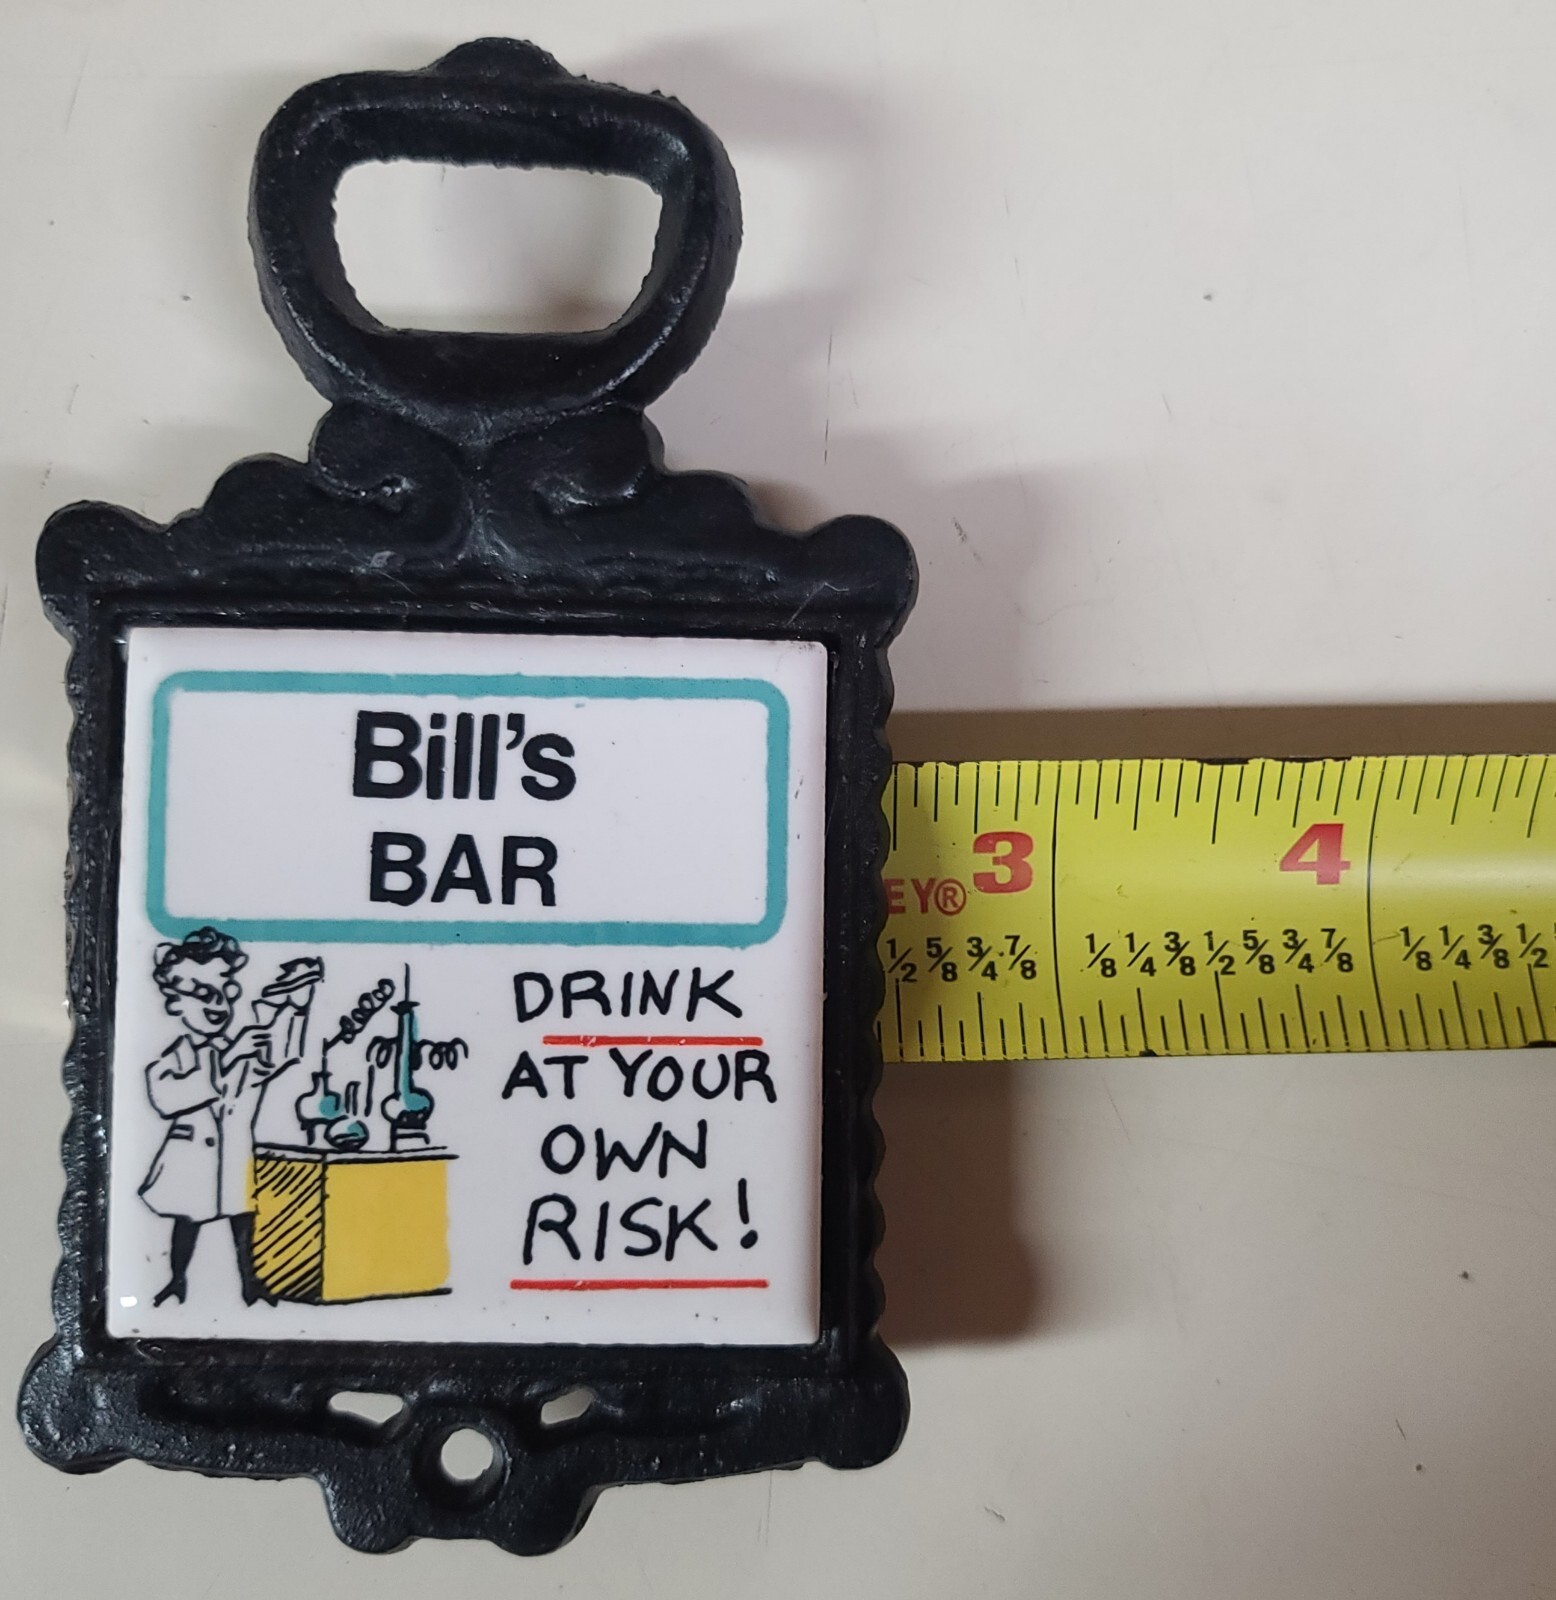 Bill's
BAR
DRINK
AT YOUR
OWN
RISK!
EY® 3 4
1/2 5/8 3/4 7/8 1/8 1/4 3/8 1/2 5/8 3/4 7/8 1/8 1/4 3/8 1/2